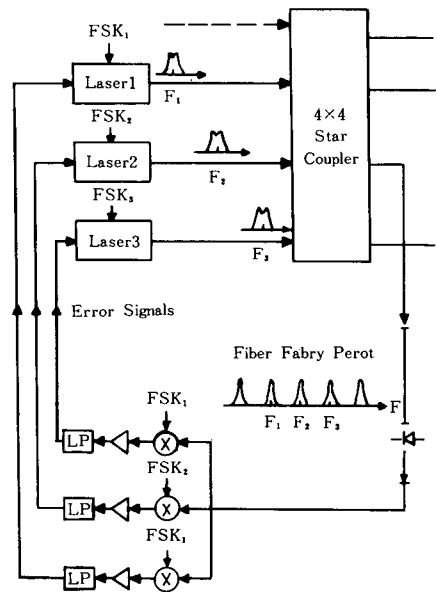 FSK₁
Laser1
F₁
FSK₂
Laser2
F₂
FSK₃
Laser3
F₃
4×4
Star
Coupler
Error Signals
Fiber Fabry Perot
F
F₁ F₂ F₃
FSK₁
LP
X
FSK₂
LP
X
FSK₁
LP
X